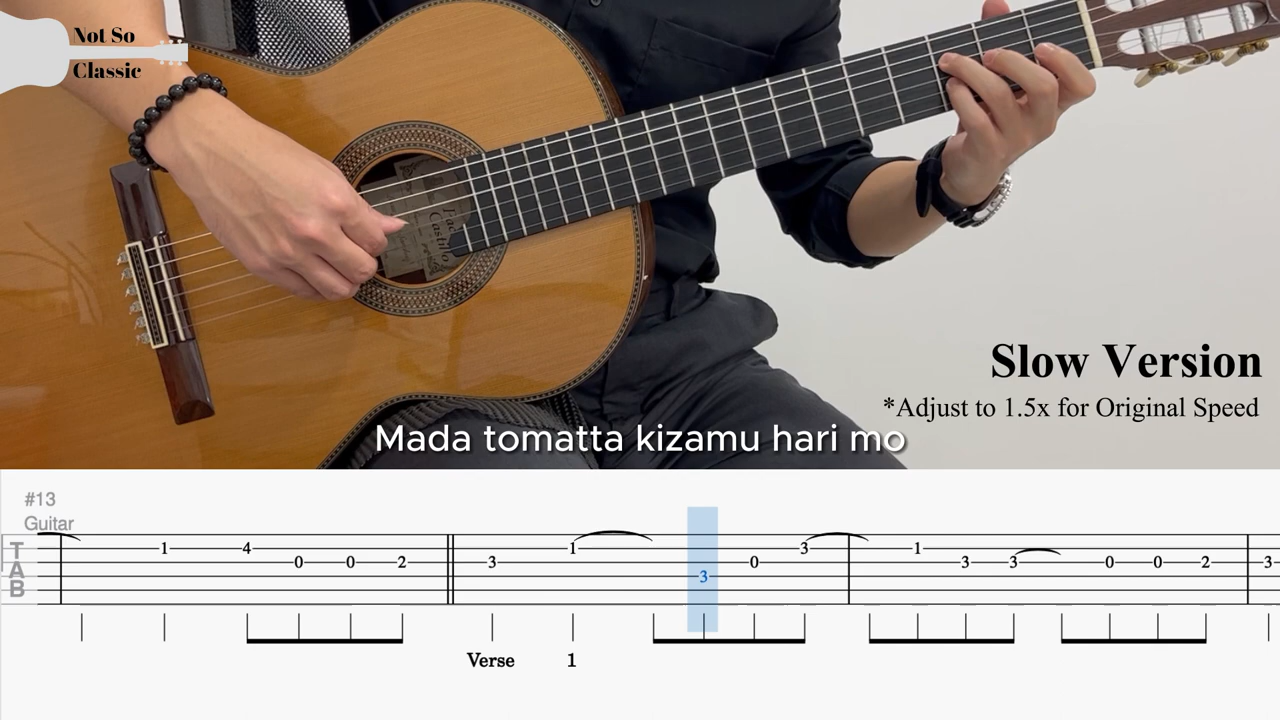 Not So
Classic
Castillo
Slow Version
*Adjust to 1.5x for Original Speed
Mada tomatta kizamu hari mo
#13
Guitar
TAB
1 4 0 0 2 3 1 3 0 3 1 3 3 0 0 2 3
Verse 1